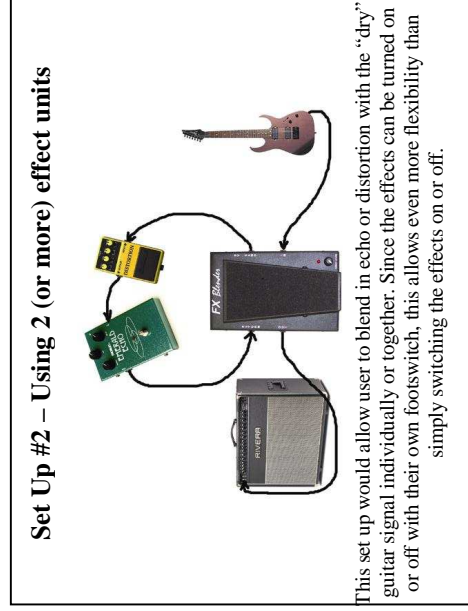 Set Up #2 – Using 2 (or more) effect units
DISTORTION
EMERALD
ECHO
FX Blender
RIVERA
This set up would allow user to blend in echo or distortion with the “dry”
guitar signal individually or together. Since the effects can be turned on
or off with their own footswitch, this allows even more flexibility than
simply switching the effects on or off.